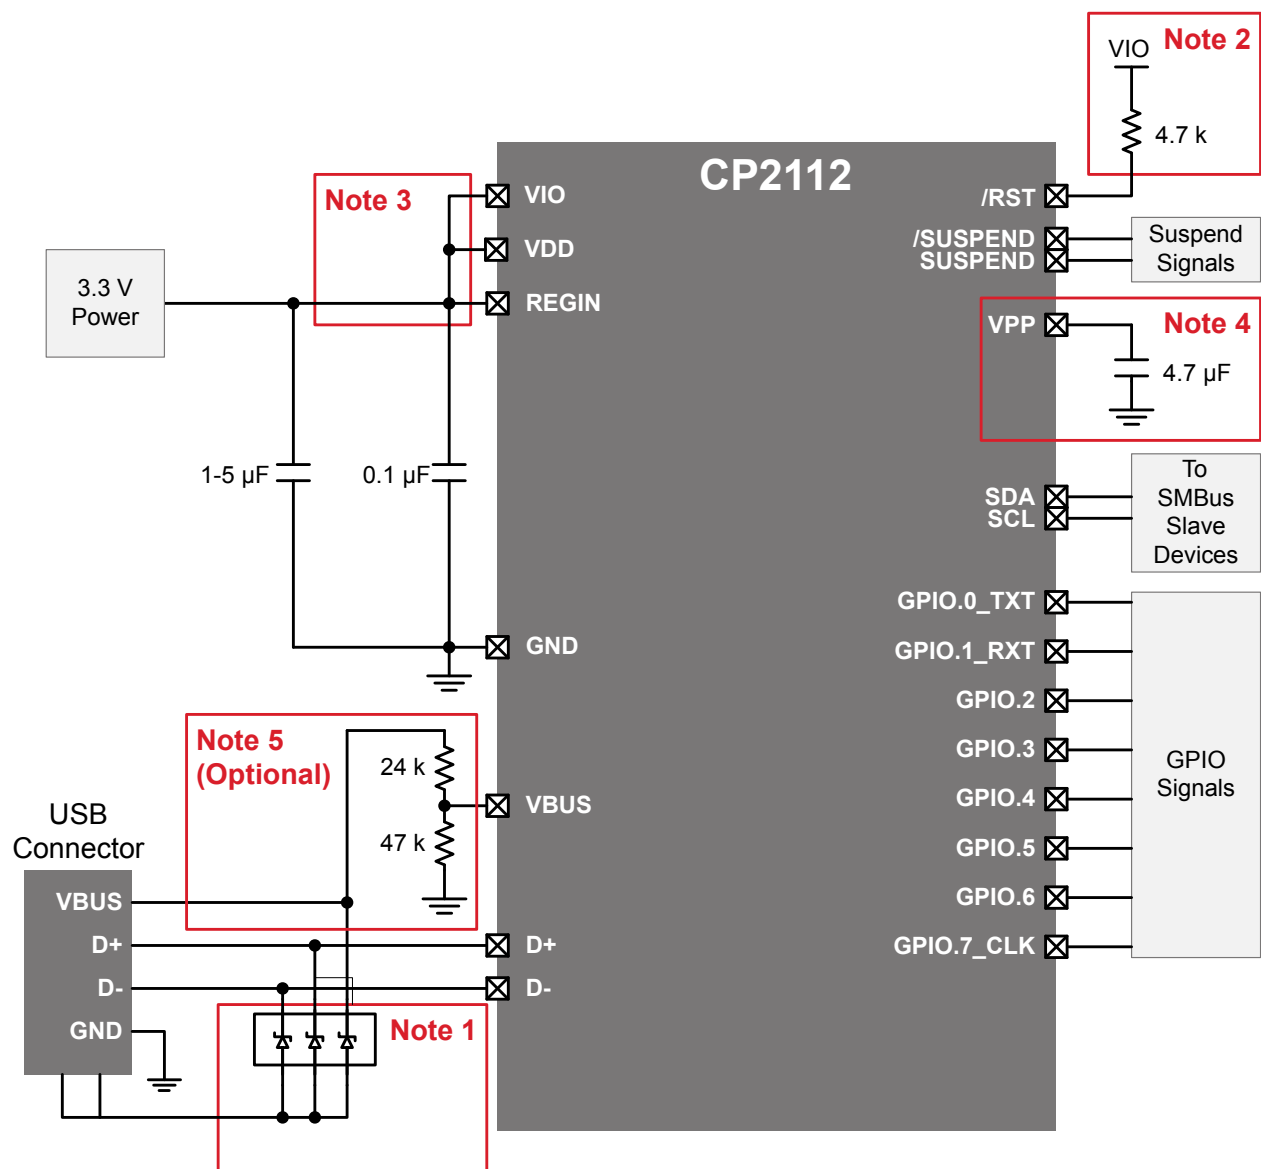 Note 2
VIO
4.7 k
CP2112
Note 3
VIO
/RST
/SUSPEND
SUSPEND
Suspend
Signals
VDD
3.3 V
Power
REGIN
VPP
Note 4
4.7 µF
1-5 µF
0.1 µF
SDA
SCL
To
SMBus
Slave
Devices
GND
GPIO.0_TXT
GPIO.1_RXT
GPIO.2
GPIO.3
GPIO.4
GPIO.5
GPIO.6
GPIO.7_CLK
GPIO
Signals
Note 5
(Optional)
24 k
47 k
VBUS
USB
Connector
VBUS
D+
D-
GND
D+
D-
Note 1